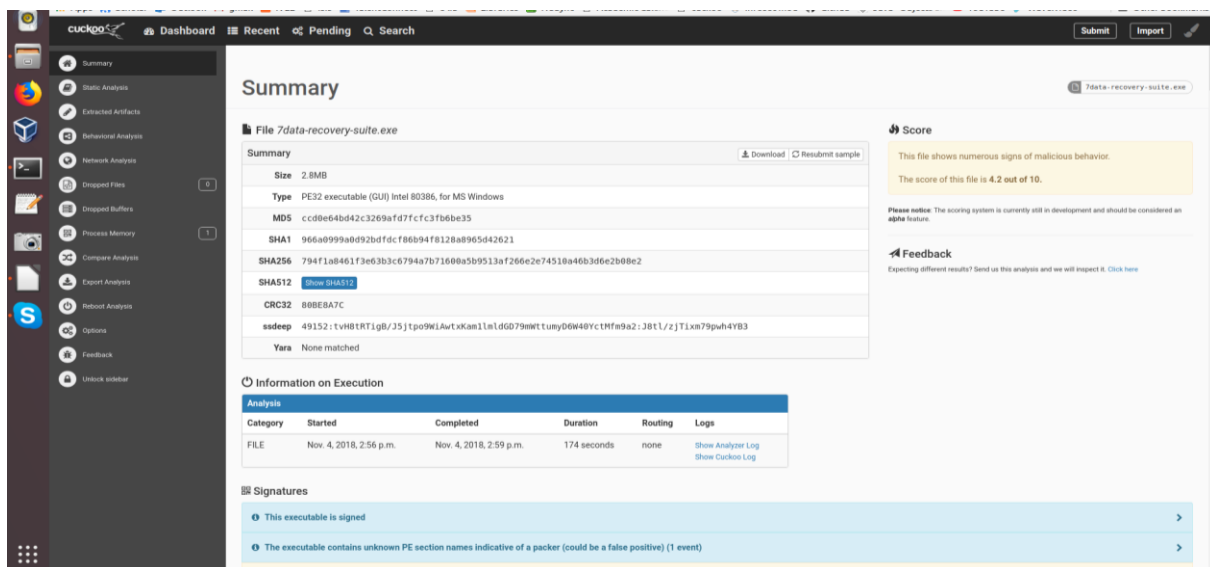 cuckoo
Dashboard Recent Pending Search Submit Import
Summary
Static Analysis
Extracted Artifacts
Behavioral Analysis
Network Analysis
Dropped Files 0
Dropped Buffers
Process Memory 1
Compare Analysis
Export Analysis
Reboot Analysis
Options
Feedback
Unlock sidebar
Summary
7data-recovery-suite.exe
File 7data-recovery-suite.exe
Summary Download Resubmit sample
Size 2.8MB
Type PE32 executable (GUI) Intel 80386, for MS Windows
MD5 ccd0e64bd42c3269afd7fcfc3fb6be35
SHA1 966a0999a0d92bdfdcf86b94f8128a8965d42621
SHA256 794f1a8461f3e63b3c6794a7b71600a5b9513af266e2e74510a46b3d6e2b08e2
SHA512 Show SHA512
CRC32 80BE8A7C
ssdeep 49152:tvHBtRTigB/J5jtpo9WiAwtxKam1lmldGD79mWttumyD6W40YctMfm9a2:J8tl/zjTixm79pwh4YB3
Yara None matched
Score
This file shows numerous signs of malicious behavior.
The score of this file is 4.2 out of 10.
Please notice: The scoring system is currently still in development and should be considered an
alpha feature.
Feedback
Expecting different results? Send us this analysis and we will inspect it. Click here
Information on Execution
Analysis
Category Started Completed Duration Routing Logs
FILE Nov. 4, 2018, 2:56 p.m. Nov. 4, 2018, 2:59 p.m. 174 seconds none Show Analyzer Log
Show Cuckoo Log
Signatures
This executable is signed
The executable contains unknown PE section names indicative of a packer (could be a false positive) (1 event)